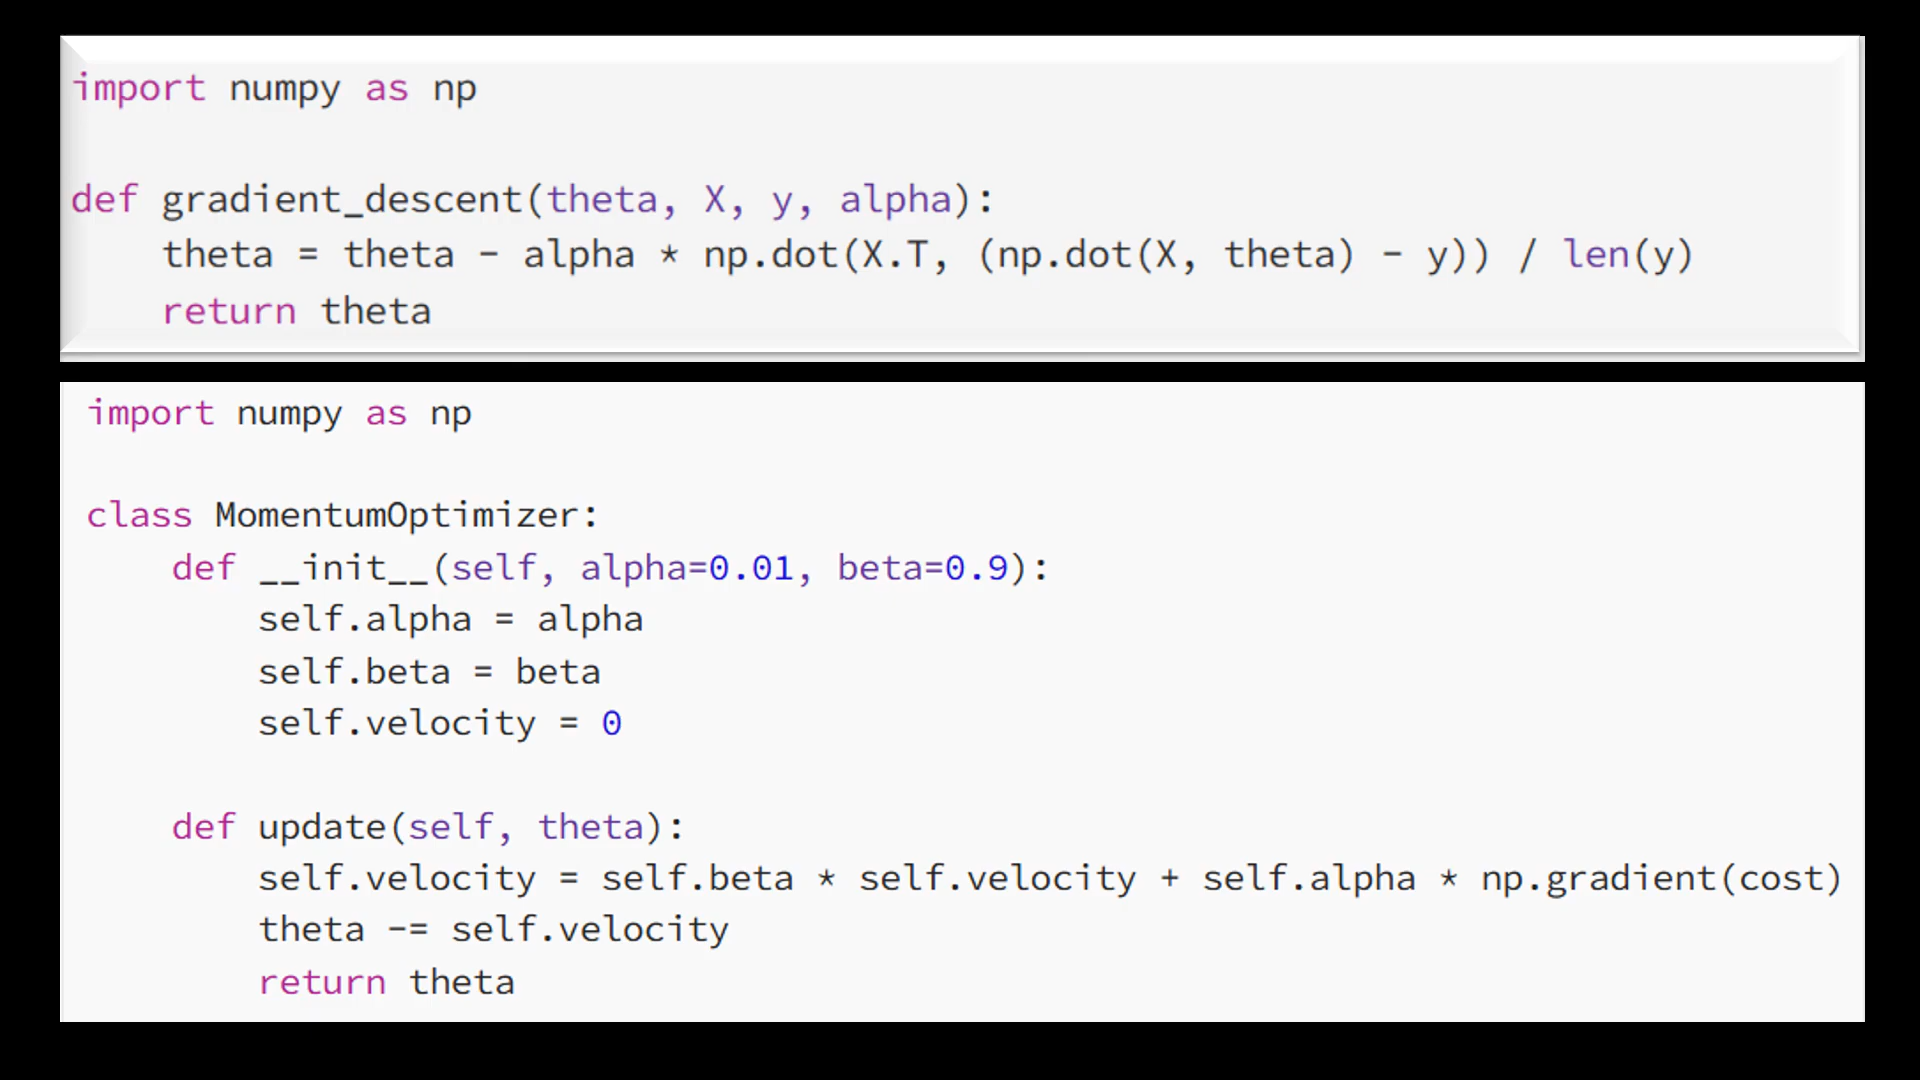 import numpy as np
def gradient_descent(theta, X, y, alpha):
    theta = theta - alpha * np.dot(X.T, (np.dot(X, theta) - y)) / len(y)
    return theta
import numpy as np
class MomentumOptimizer:
    def __init__(self, alpha=0.01, beta=0.9):
        self.alpha = alpha
        self.beta = beta
        self.velocity = 0
    def update(self, theta):
        self.velocity = self.beta * self.velocity + self.alpha * np.gradient(cost)
        theta -= self.velocity
        return theta